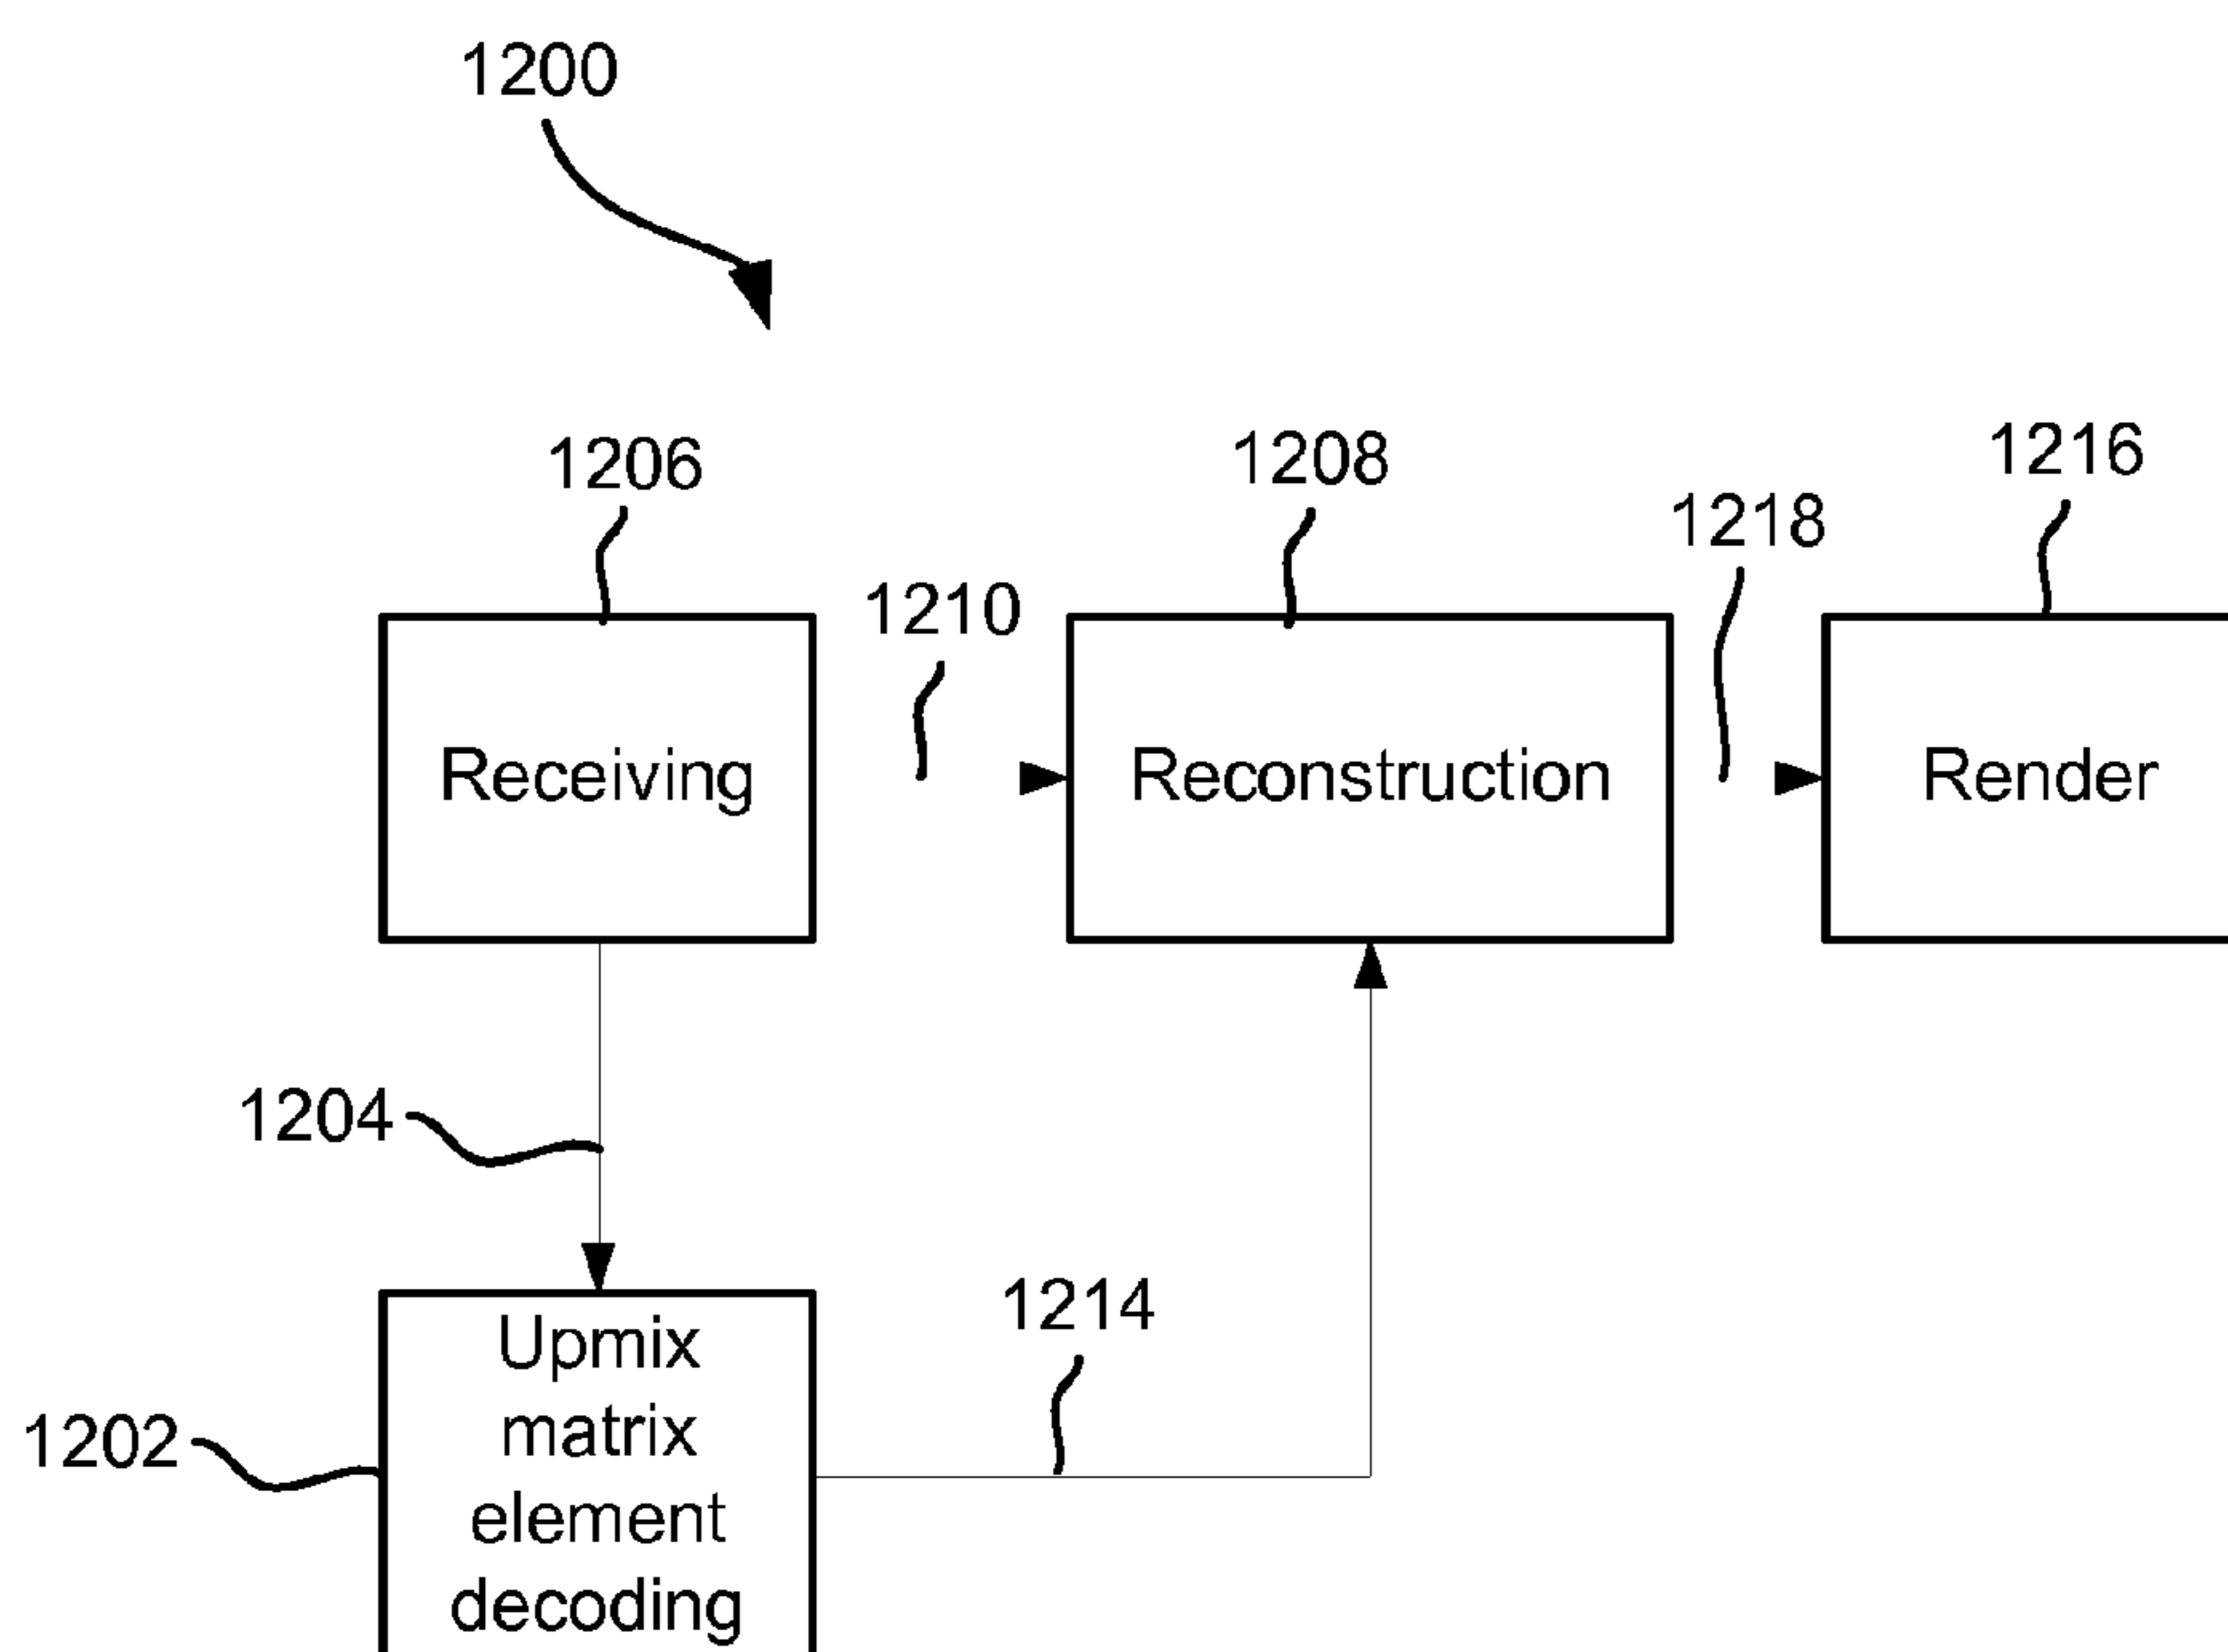 1200
1206
1208
1216
1218
1210
Receiving
Reconstruction
Render
1204
1214
1202
Upmix
matrix
element
decoding